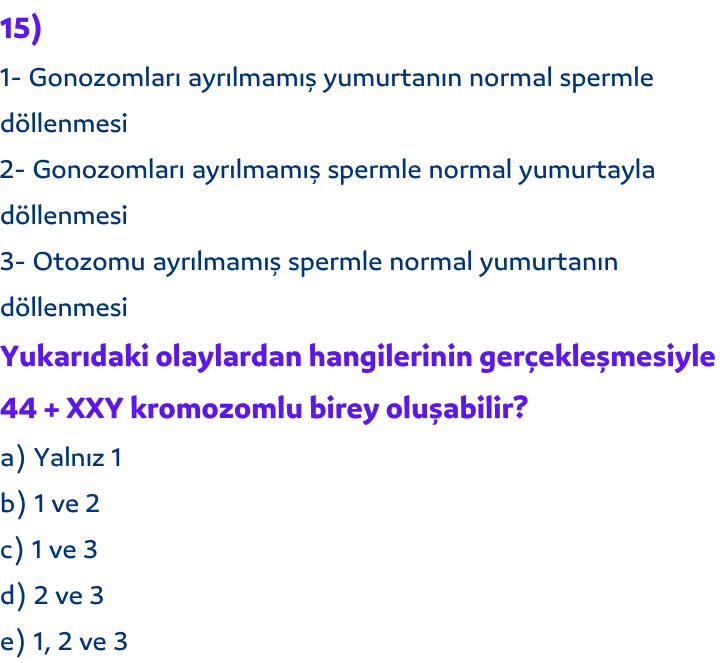 15)
1- Gonozomları ayrılmamış yumurtanın normal spermle
döllenmesi
2- Gonozomları ayrılmamış spermle normal yumurtayla
döllenmesi
3- Otozomu ayrılmamış spermle normal yumurtanın
döllenmesi
Yukarıdaki olaylardan hangilerinin gerçekleşmesiyle
44 + XXY kromozomlu birey oluşabilir?
a) Yalnız 1
b) 1 ve 2
c) 1 ve 3
d) 2 ve 3
e) 1, 2 ve 3